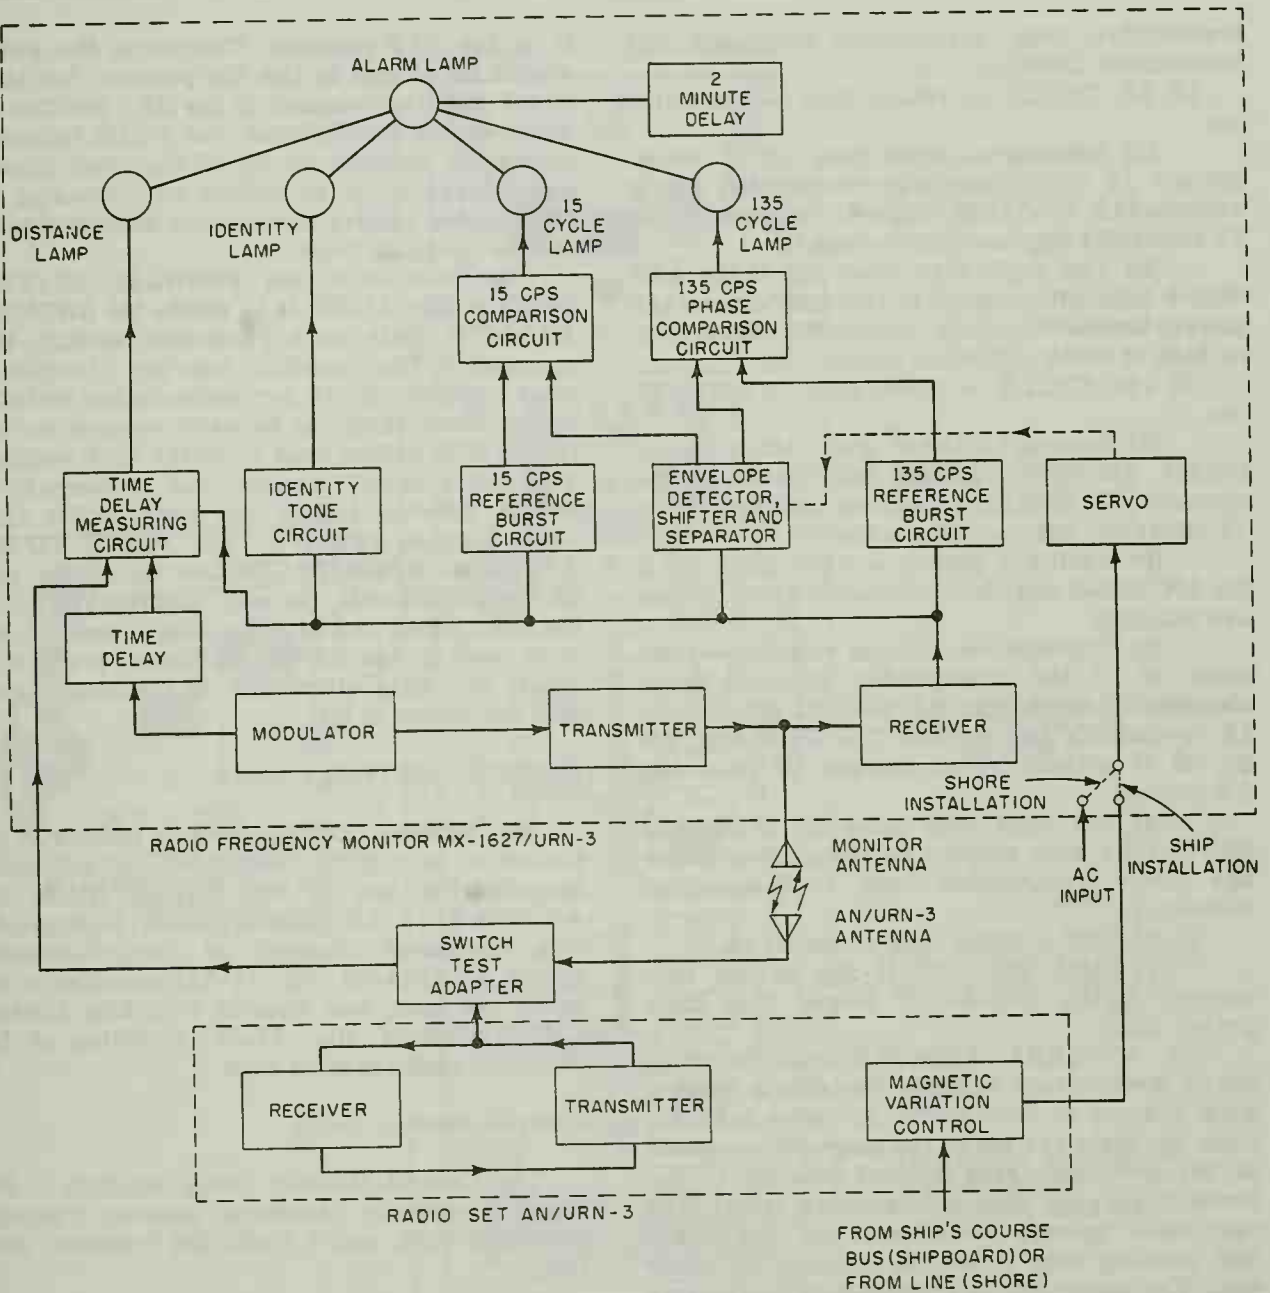 ALARM LAMP
2
MINUTE
DELAY
DISTANCE
LAMP
IDENTITY
LAMP
15
CYCLE
LAMP
135
CYCLE
LAMP
15 CPS
COMPARISON
CIRCUIT
135 CPS
PHASE
COMPARISON
CIRCUIT
TIME
DELAY
MEASURING
CIRCUIT
IDENTITY
TONE
CIRCUIT
15 CPS
REFERENCE
BURST
CIRCUIT
ENVELOPE
DETECTOR,
SHIFTER AND
SEPARATOR
135 CPS
REFERENCE
BURST
CIRCUIT
SERVO
TIME
DELAY
MODULATOR
TRANSMITTER
RECEIVER
SHORE
INSTALLATION
SHIP
INSTALLATION
RADIO FREQUENCY MONITOR MX-1627/URN-3
MONITOR
ANTENNA
AC
INPUT
AN/URN-3
ANTENNA
SWITCH
TEST
ADAPTER
RECEIVER
TRANSMITTER
MAGNETIC
VARIATION
CONTROL
RADIO SET AN/URN-3
FROM SHIP'S COURSE
BUS (SHIPBOARD) OR
FROM LINE (SHORE)